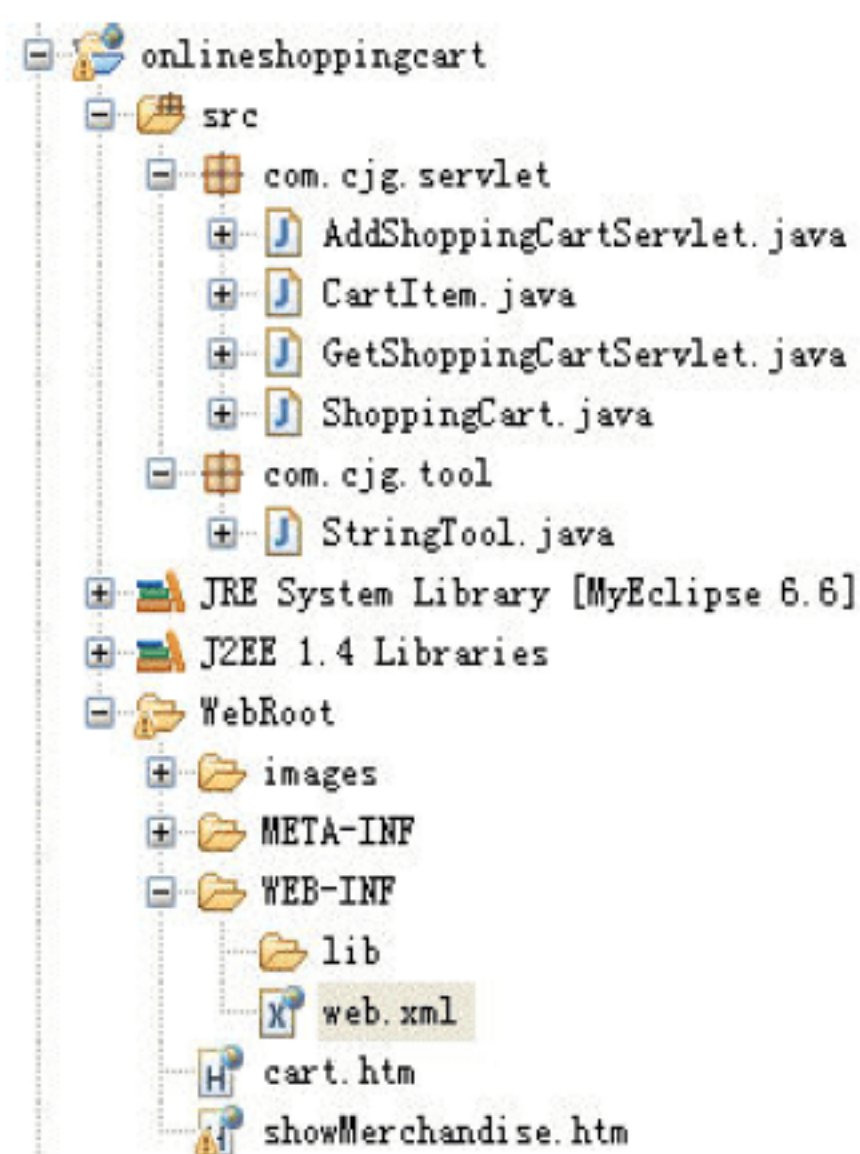 onlineshoppingcart
src
com.cjg.servlet
AddShoppingCartServlet.java
CartItem.java
GetShoppingCartServlet.java
ShoppingCart.java
com.cjg.tool
StringTool.java
JRE System Library [MyEclipse 6.6]
J2EE 1.4 Libraries
WebRoot
images
META-INF
WEB-INF
lib
web.xml
cart.htm
showMerchandise.htm